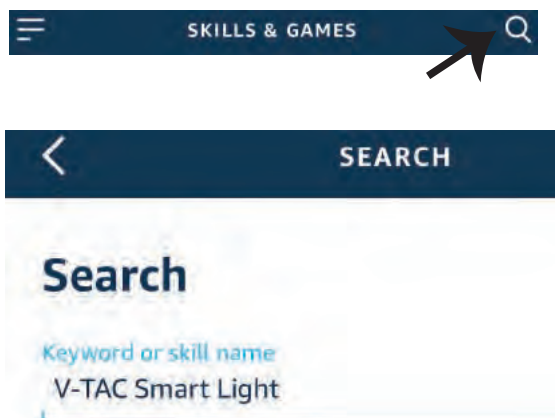 SKILLS & GAMES
SEARCH
Search
Keyword or skill name
V-TAC Smart Light